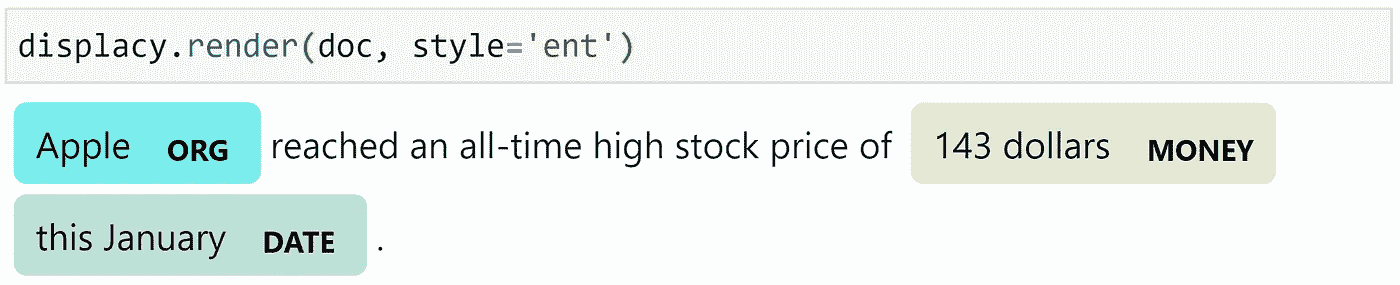 displacy.render(doc, style='ent')
Apple ORG reached an all-time high stock price of 143 dollars MONEY
this January DATE .